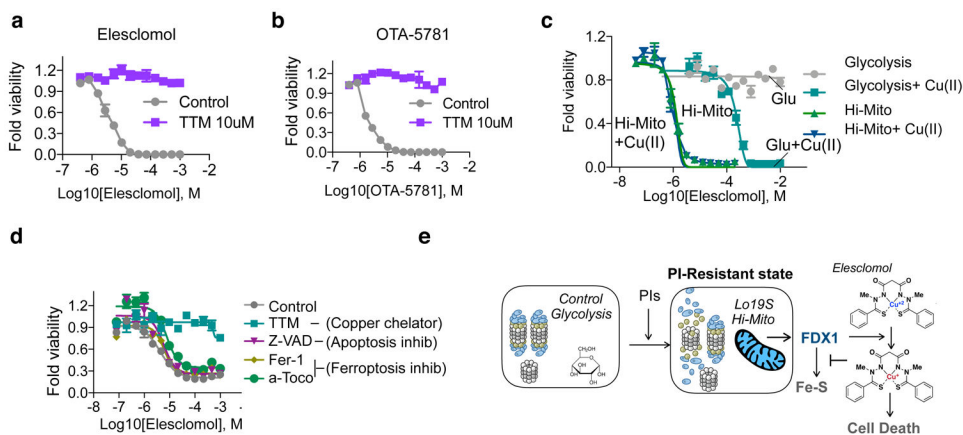 a
Elesclomol
Fold viability
1.2
0.9
0.6
0.3
0.0
Control
TTM 10uM
-7 -6 -5 -4 -3 -2
Log10[Elesclomol], M
b
OTA-5781
Fold viability
1.2
0.9
0.6
0.3
0.0
Control
TTM 10uM
-7 -6 -5 -4 -3 -2 -1
Log10[OTA-5781], M
c
Fold viability
1.2
0.8
0.4
0.0
Hi-Mito
+Cu(II)
Hi-Mito
Glu
Glu+Cu(II)
-8 -6 -4 -2 0
Log10[Elesclomol], M
Glycolysis
Glycolysis+ Cu(II)
Hi-Mito
Hi-Mito+ Cu(II)
d
Fold viability
1.2
0.9
0.6
0.3
0.0
-8 -7 -6 -5 -4 -3
Log10[Elesclomol], M
Control
TTM (Copper chelator)
Z-VAD (Apoptosis inhib)
Fer-1
a-Toco
(Ferroptosis inhib)
e
Control
Glycolysis
PIs
PI-Resistant state
Lo19S
Hi-Mito
FDX1
Fe-S
Elesclomol
Cu+2
Cu+
Cell Death